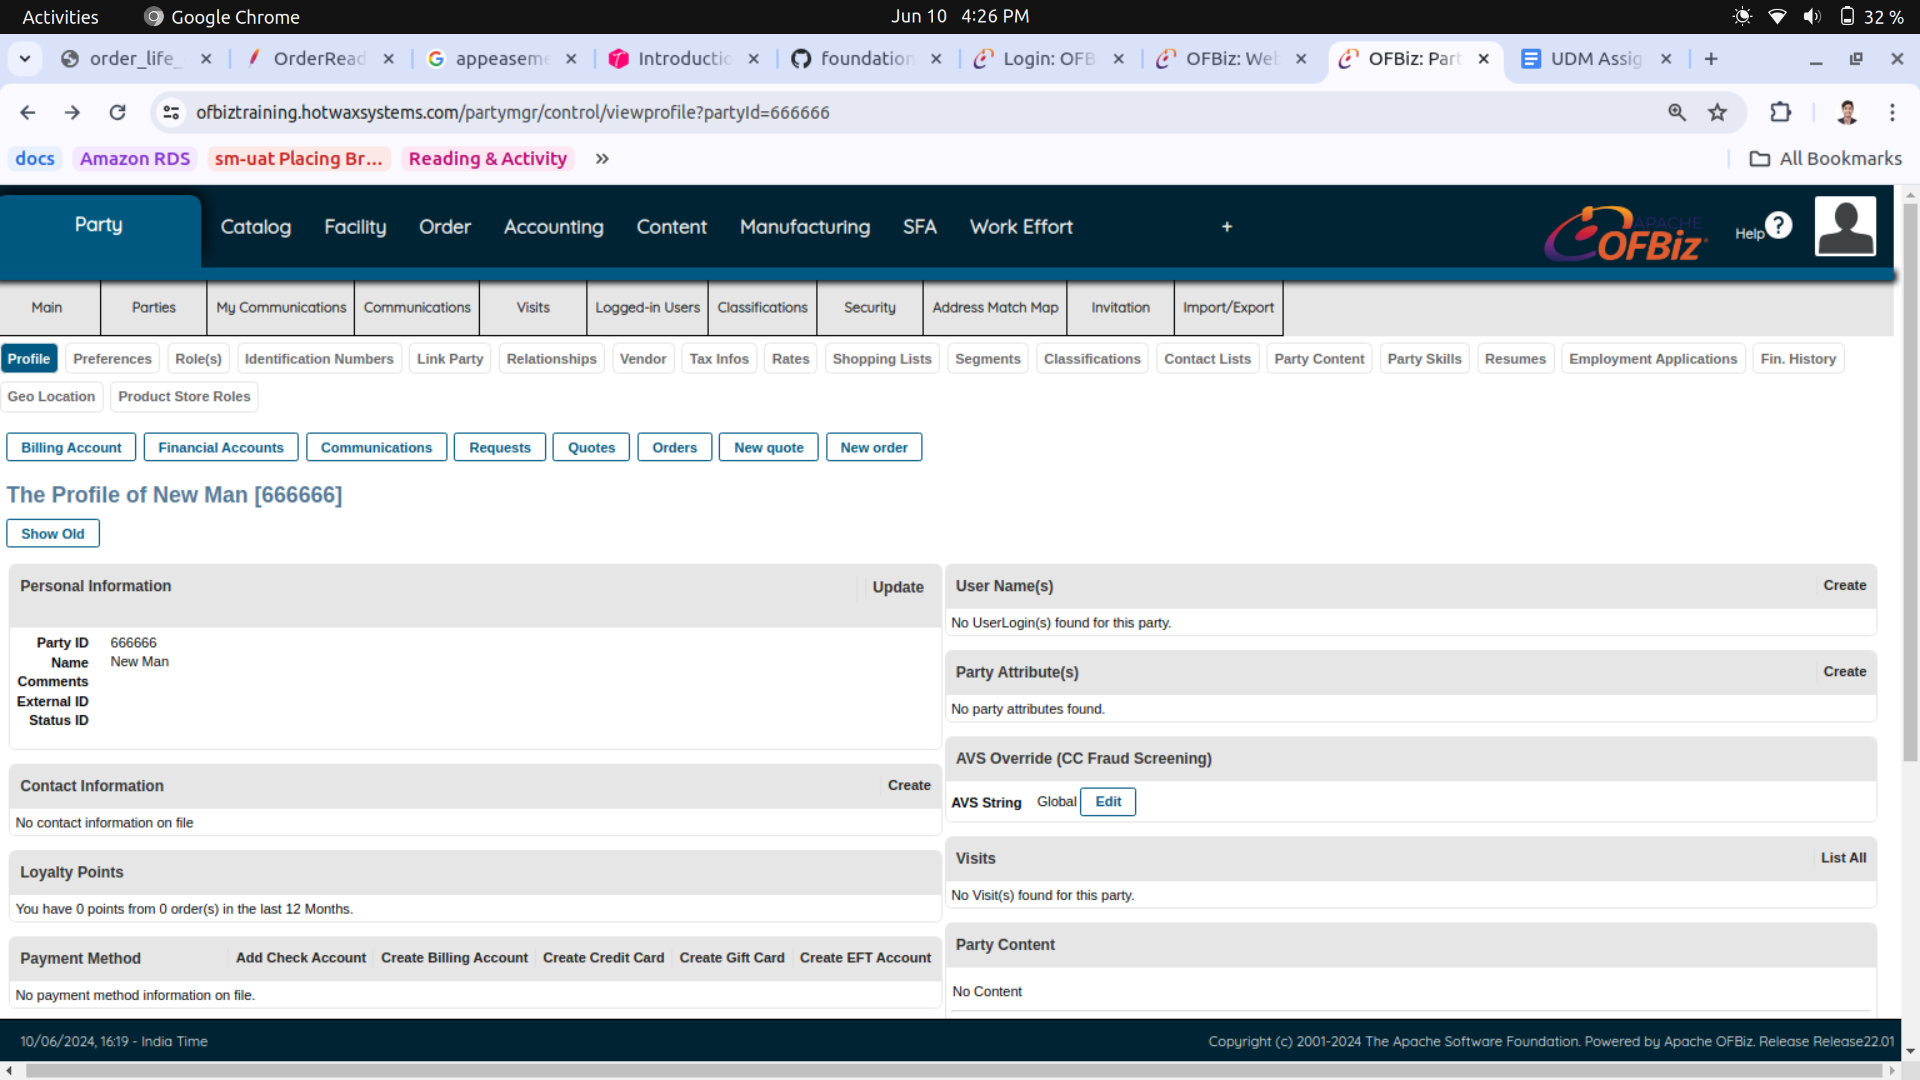 Activities Google Chrome Jun 10 4:26 PM 32 %
order_life_ OrderRead appeaseme Introductio foundation Login: OFB OFBiz: Web OFBiz: Part UDM Assig
ofbiztraining.hotwaxsystems.com/partymgr/control/viewprofile?partyId=666666
docs Amazon RDS sm-uat Placing Br... Reading & Activity » All Bookmarks
Party Catalog Facility Order Accounting Content Manufacturing SFA Work Effort + APACHE OFBiz Help ?
Main Parties My Communications Communications Visits Logged-in Users Classifications Security Address Match Map Invitation Import/Export
Profile Preferences Role(s) Identification Numbers Link Party Relationships Vendor Tax Infos Rates Shopping Lists Segments Classifications Contact Lists Party Content Party Skills Resumes Employment Applications Fin. History
Geo Location Product Store Roles
Billing Account Financial Accounts Communications Requests Quotes Orders New quote New order
The Profile of New Man [666666]
Show Old
Personal Information Update
Party ID 666666
Name New Man
Comments
External ID
Status ID
Contact Information Create
No contact information on file
Loyalty Points
You have 0 points from 0 order(s) in the last 12 Months.
Payment Method Add Check Account Create Billing Account Create Credit Card Create Gift Card Create EFT Account
No payment method information on file.
User Name(s) Create
No UserLogin(s) found for this party.
Party Attribute(s) Create
No party attributes found.
AVS Override (CC Fraud Screening)
AVS String Global Edit
Visits List All
No Visit(s) found for this party.
Party Content
No Content
10/06/2024, 16:19 - India Time Copyright (c) 2001-2024 The Apache Software Foundation. Powered by Apache OFBiz. Release Release22.01